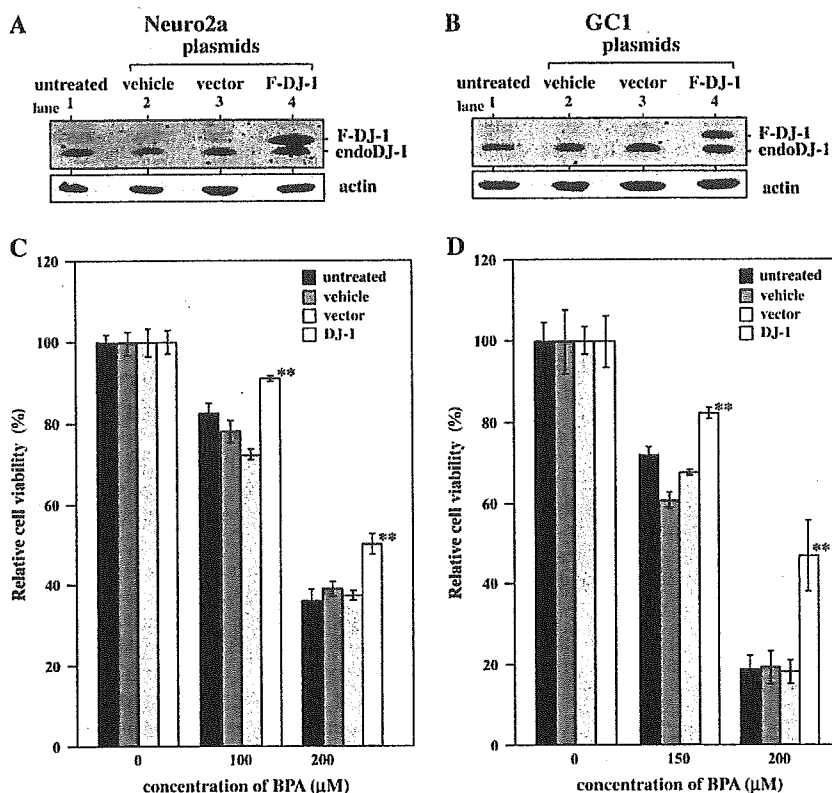 A
Neuro2a
plasmids
untreated vehicle vector F-DJ-1
lane 1 2 3 4
F-DJ-1
endoDJ-1
actin
B
GC1
plasmids
untreated vehicle vector F-DJ-1
lane 1 2 3 4
F-DJ-1
endoDJ-1
actin
C
120
100
80
60
40
20
0
Relative cell viability (%)
untreated
vehicle
vector
DJ-1
**
**
0 100 200
concentration of BPA (μM)
D
120
100
80
60
40
20
0
Relative cell viability (%)
untreated
vehicle
vector
DJ-1
**
**
0 150 200
concentration of BPA (μM)